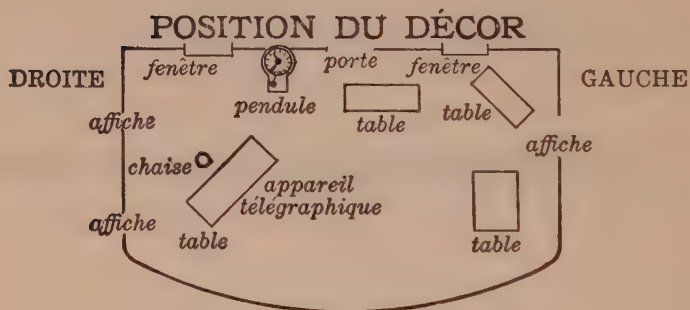 POSITION DU DÉCOR
fenêtre porte fenêtre
DROITE GAUCHE
pendule table table
affiche affiche
chaise appareil
télégraphique
affiche table table